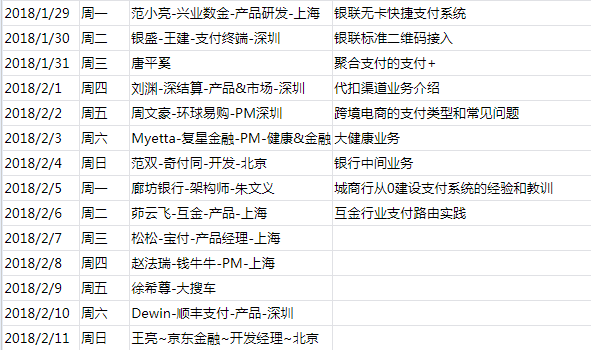 2018/1/29 周一 范小亮-兴业数金-产品研发-上海 银联无卡快捷支付系统
2018/1/30 周二 银盛-王建-支付终端-深圳 银联标准二维码接入
2018/1/31 周三 唐平奚 聚合支付的支付+
2018/2/1 周四 刘渊-深结算-产品&市场-深圳 代扣渠道业务介绍
2018/2/2 周五 周文豪-环球易购-PM深圳 跨境电商的支付类型和常见问题
2018/2/3 周六 Myetta-复星金融-PM-健康&金融 大健康业务
2018/2/4 周日 范双-奇付同-开发-北京 银行中间业务
2018/2/5 周一 廊坊银行-架构师-朱文义 城商行从0建设支付系统的经验和教训
2018/2/6 周二 茆云飞-互金-产品-上海 互金行业支付路由实践
2018/2/7 周三 松松-宝付-产品经理-上海
2018/2/8 周四 赵法瑞-钱牛牛-PM-上海
2018/2/9 周五 徐希尊-大搜车
2018/2/10 周六 Dewin-顺丰支付-产品-深圳
2018/2/11 周日 王亮~京东金融~开发经理~北京